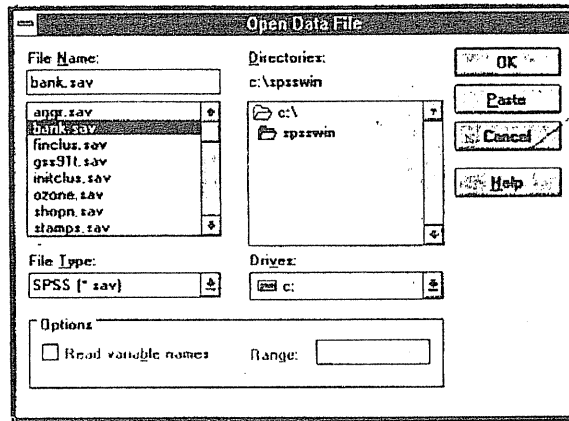 Open Data File
File Name:
bank.sav
angr.sav
bank.sav
finclus.sav
gss91t.sav
initclus.sav
ozone.sav
shopn.sav
stamps.sav
File Type:
SPSS (*.sav)
Directories:
c:\spsswin
c:\
spsswin
Drives:
c:
OK
Paste
Cancel
Help
Options
Read variable names
Range: